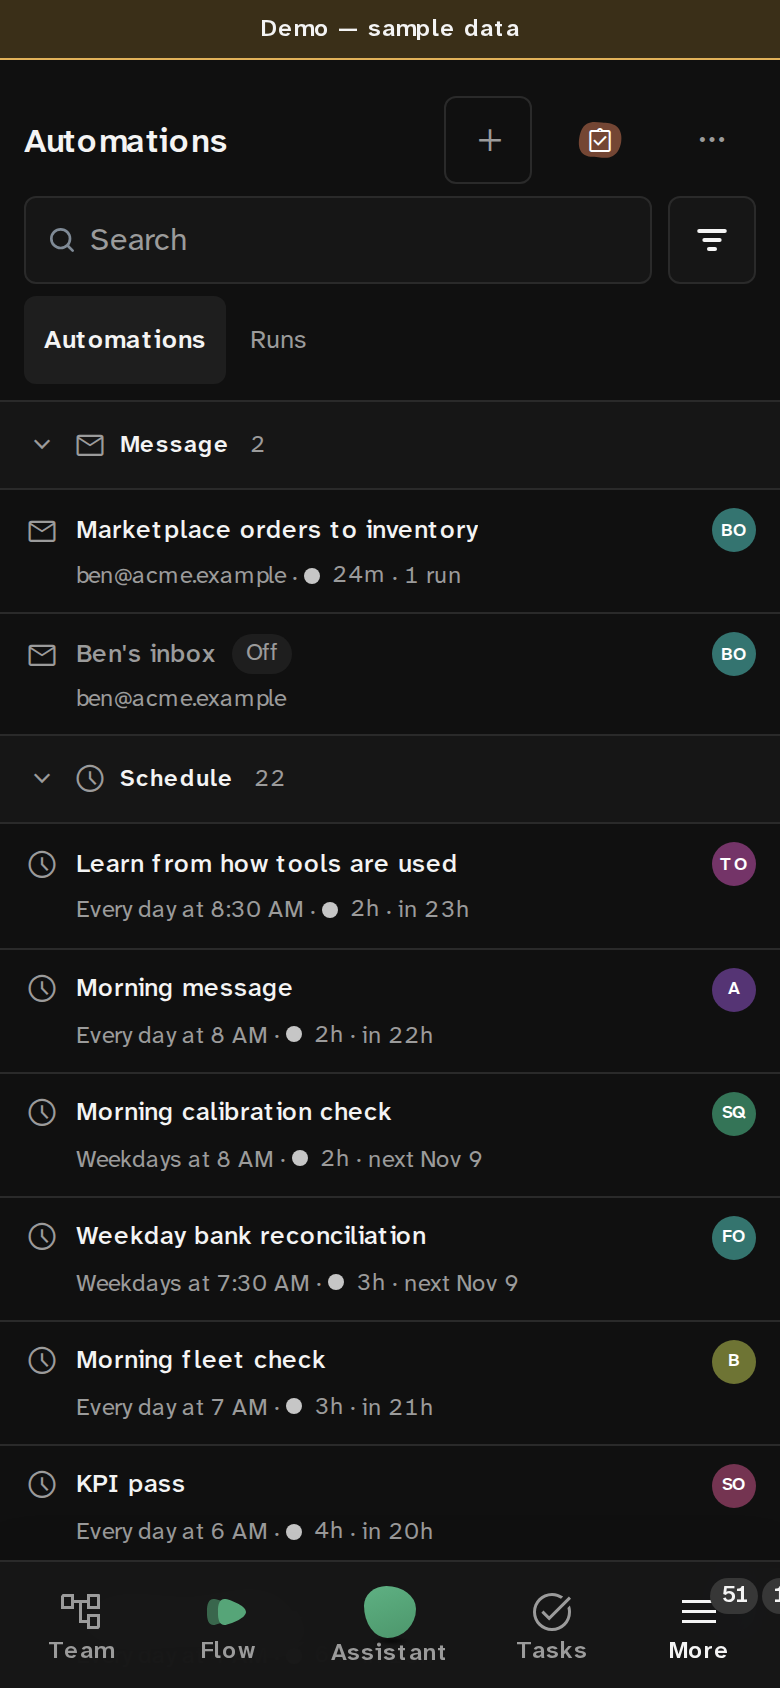 Demo — sample data
Automations
Search
Automations Runs
Message 2
Marketplace orders to inventory BO
ben@acme.example · 24m · 1 run
Ben's inbox Off BO
ben@acme.example
Schedule 22
Learn from how tools are used TO
Every day at 8:30 AM · 2h · in 23h
Morning message A
Every day at 8 AM · 2h · in 22h
Morning calibration check SQ
Weekdays at 8 AM · 2h · next Nov 9
Weekday bank reconciliation FO
Weekdays at 7:30 AM · 3h · next Nov 9
Morning fleet check B
Every day at 7 AM · 3h · in 21h
KPI pass SO
Every day at 6 AM · 4h · in 20h
51
Team Flow Assistant Tasks More